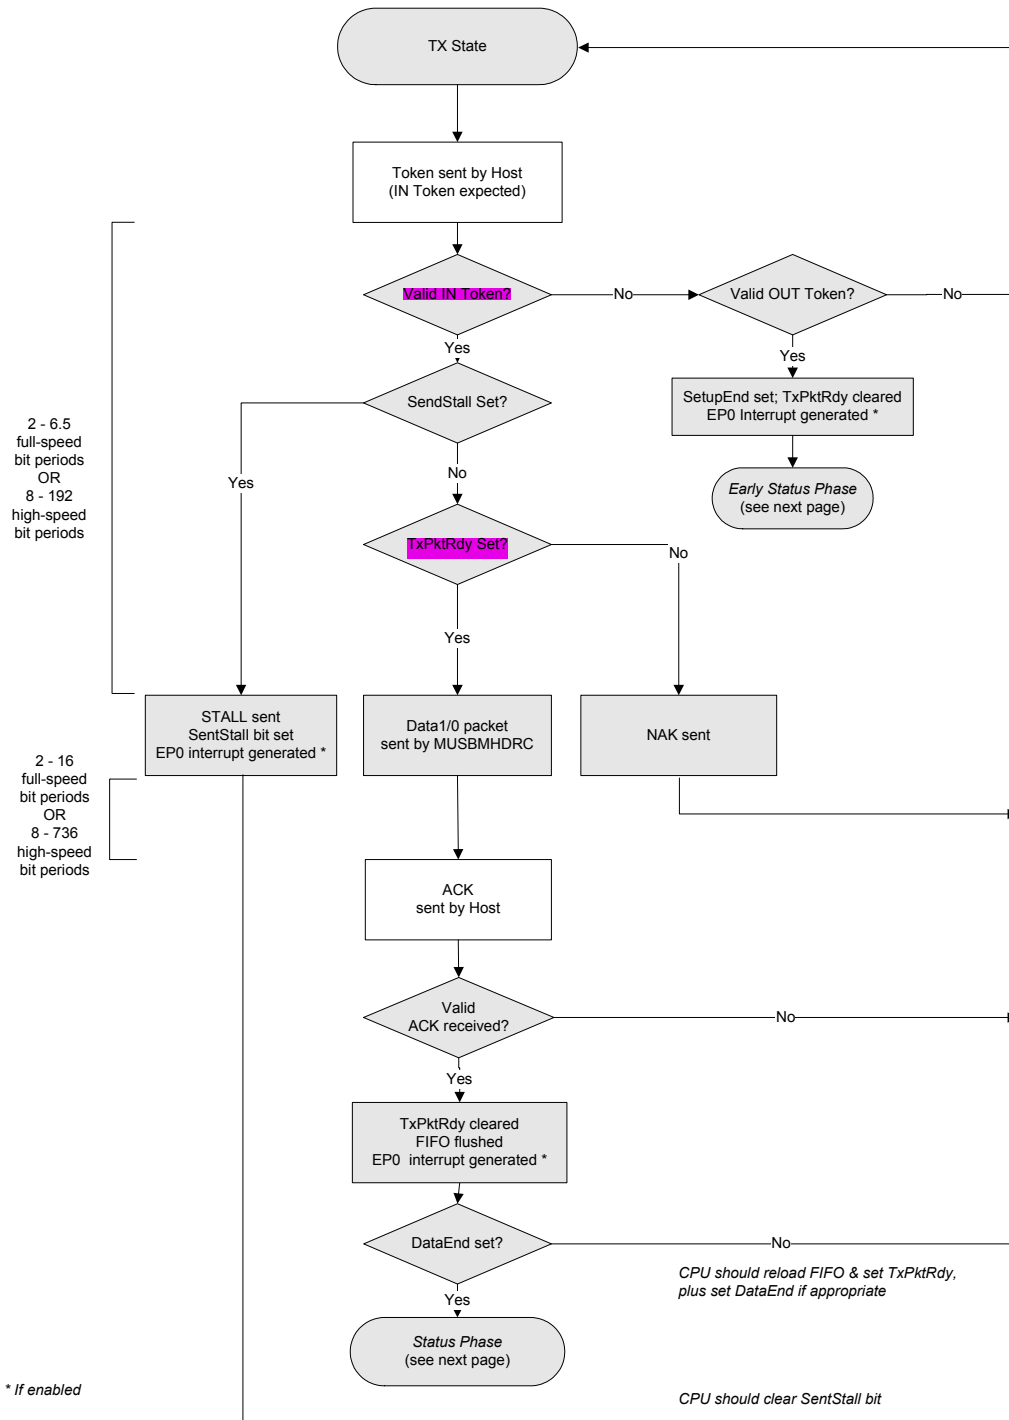 TX State
Token sent by Host
(IN Token expected)
Valid IN Token?
No
Valid OUT Token?
No
Yes
Yes
SendStall Set?
SetupEnd set; TxPktRdy cleared
EP0 Interrupt generated *
2 - 6.5
full-speed
bit periods
OR
8 - 192
high-speed
bit periods
Yes
No
Early Status Phase
(see next page)
TxPktRdy Set?
No
Yes
STALL sent
SentStall bit set
EP0 interrupt generated *
Data1/0 packet
sent by MUSBMHDRC
NAK sent
2 - 16
full-speed
bit periods
OR
8 - 736
high-speed
bit periods
ACK
sent by Host
Valid
ACK received?
No
Yes
TxPktRdy cleared
FIFO flushed
EP0 interrupt generated *
DataEnd set?
No
CPU should reload FIFO & set TxPktRdy,
plus set DataEnd if appropriate
Yes
Status Phase
(see next page)
* If enabled
CPU should clear SentStall bit